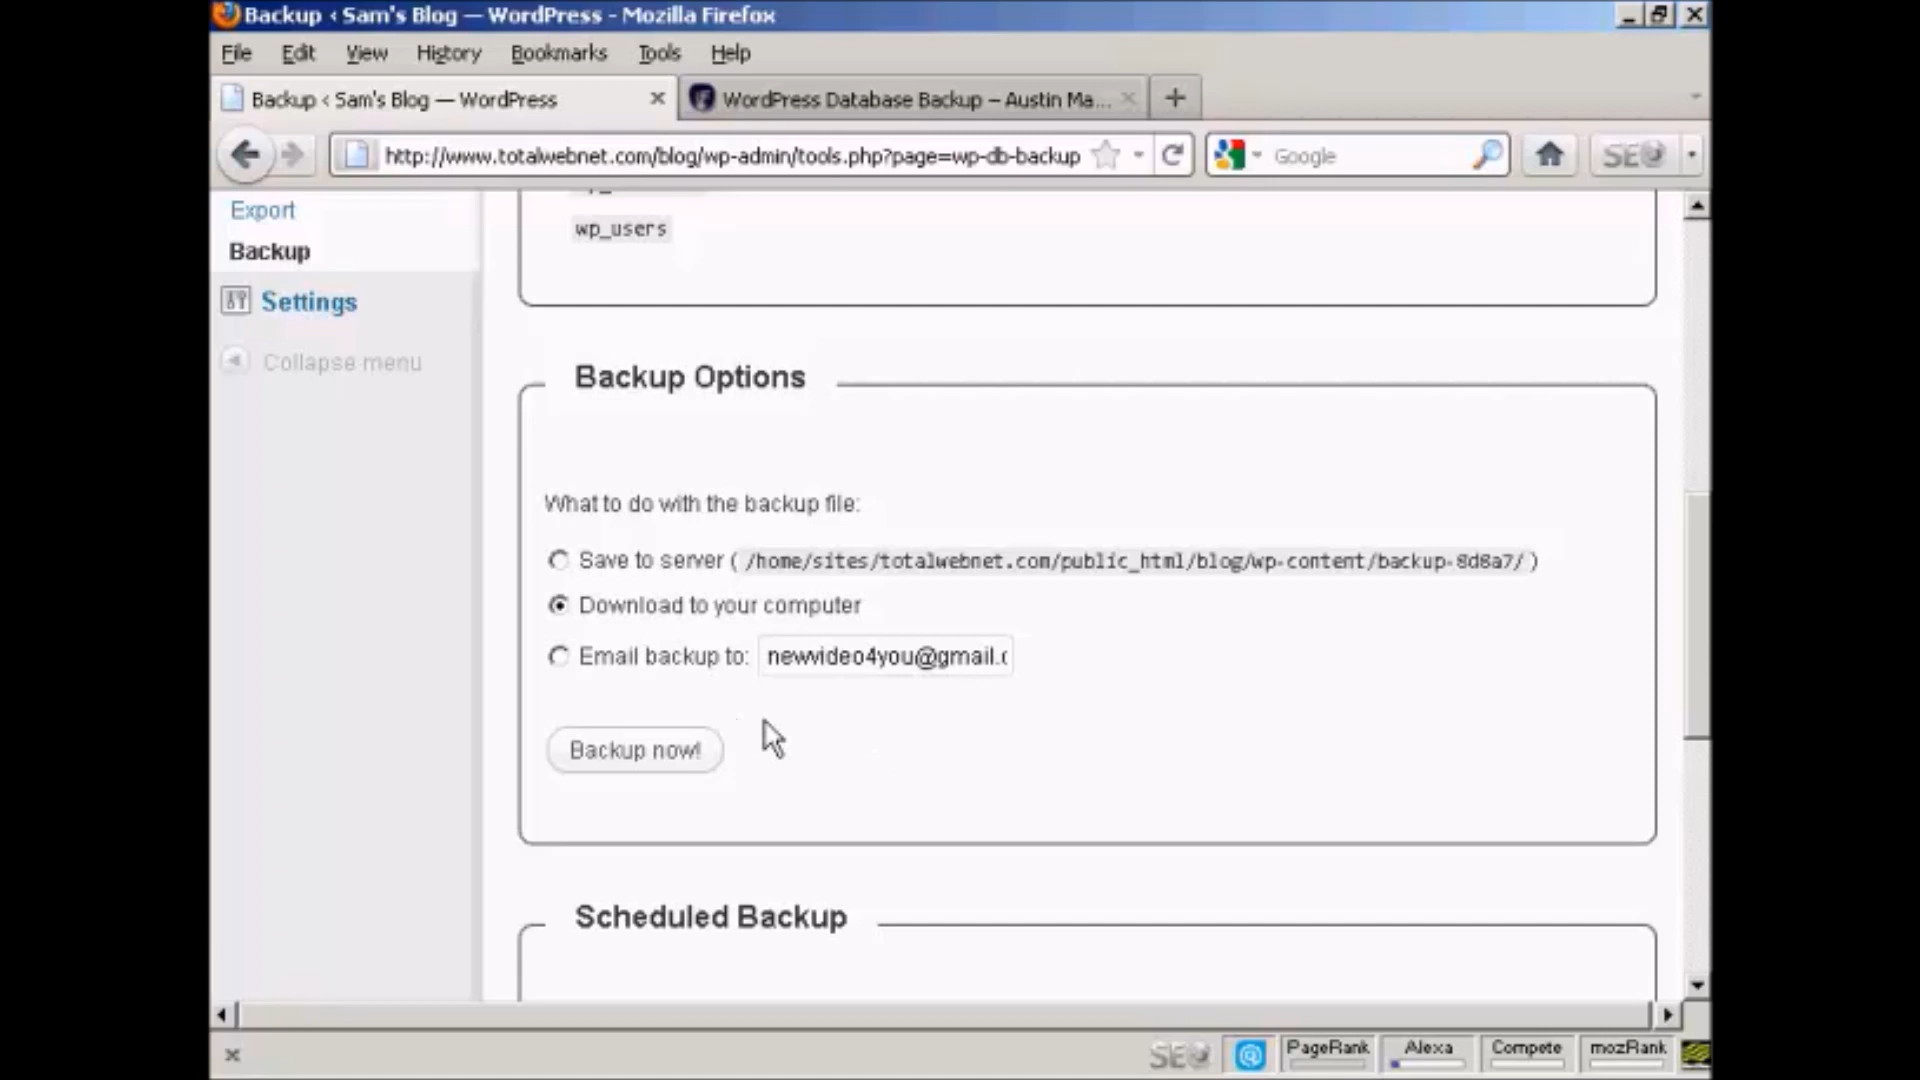 Backup ‹ Sam's Blog — WordPress - Mozilla Firefox
File Edit View History Bookmarks Tools Help
Backup ‹ Sam's Blog — WordPress
WordPress Database Backup – Austin Ma...
http://www.totalwebnet.com/blog/wp-admin/tools.php?page=wp-db-backup
Google
SEO
Export
Backup
Settings
Collapse menu
wp_users
Backup Options
What to do with the backup file:
Save to server ( /home/sites/totalwebnet.com/public_html/blog/wp-content/backup-8d8a7/ )
Download to your computer
Email backup to: newvideo4you@gmail.c
Backup now!
Scheduled Backup
SEO PageRank Alexa Compete mozRank